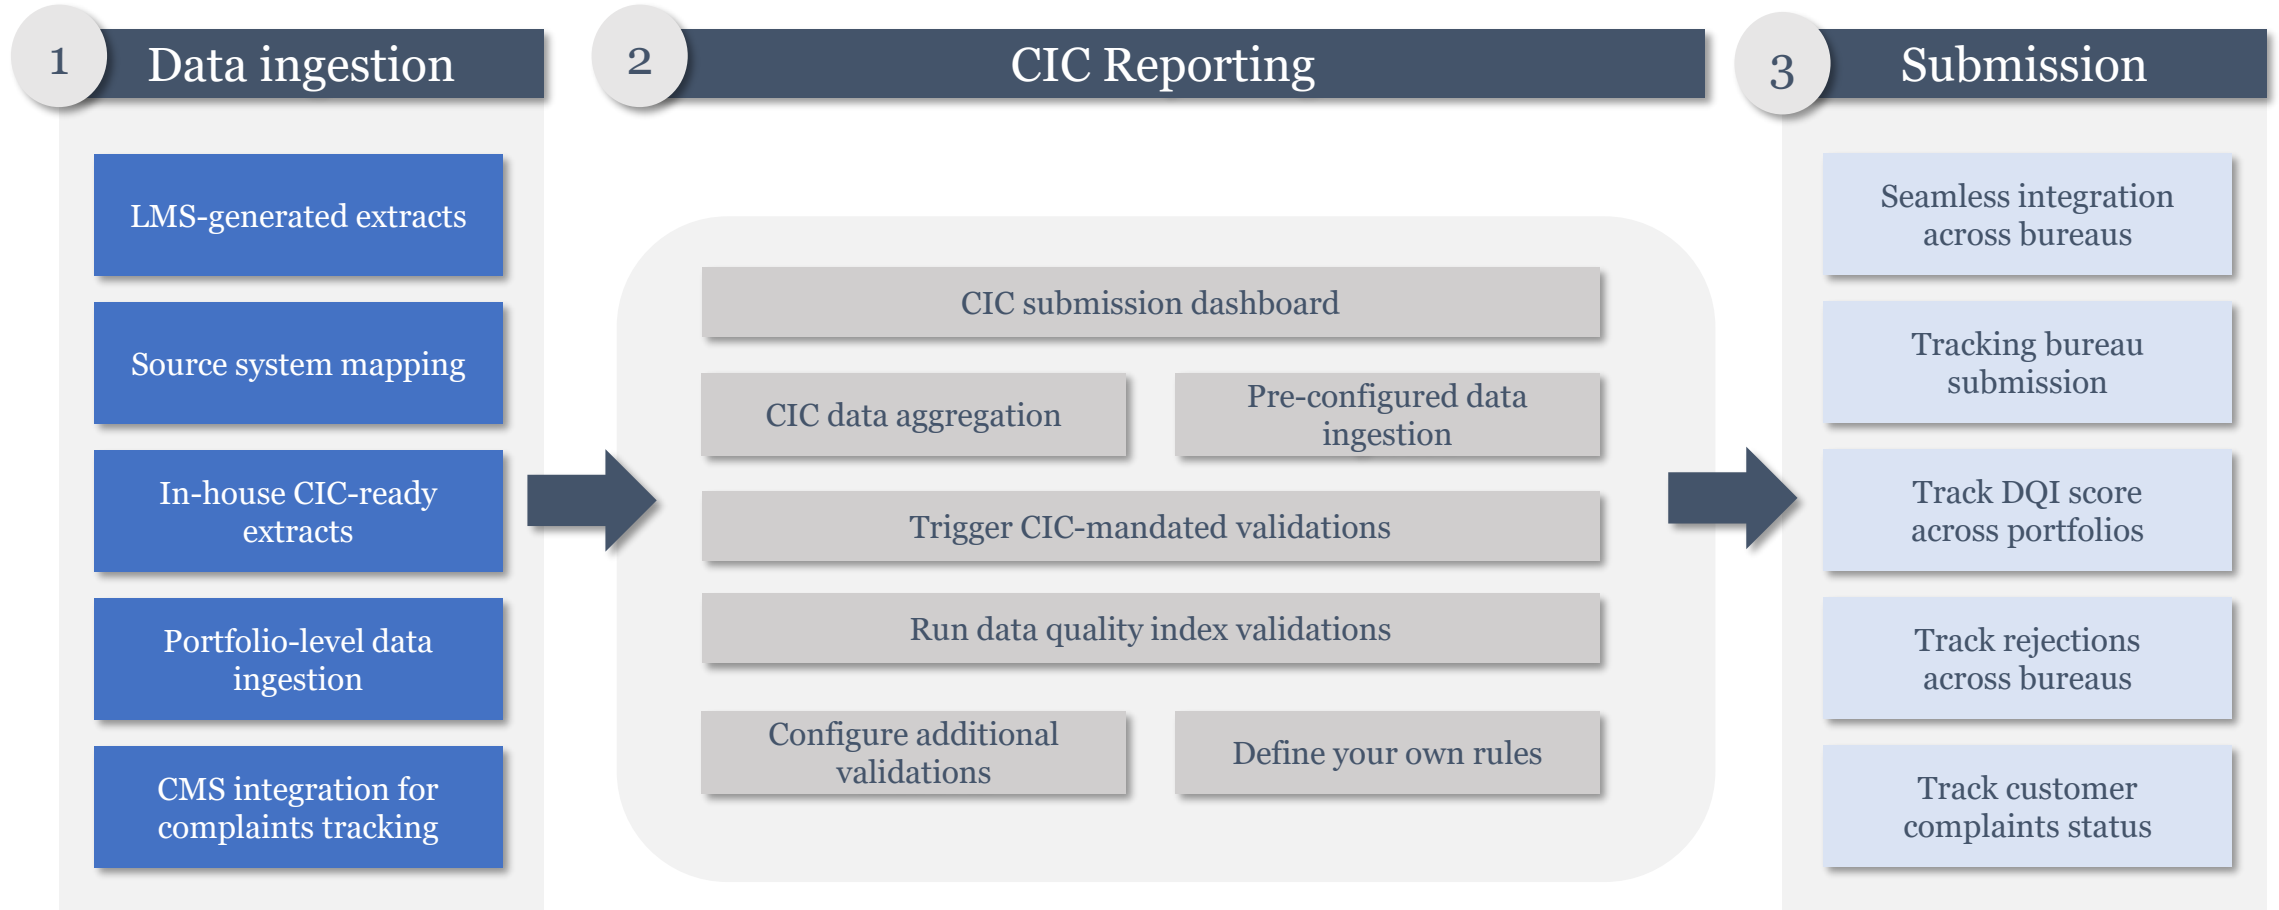 1
Data ingestion
LMS-generated extracts
Source system mapping
In-house CIC-ready
extracts
Portfolio-level data
ingestion
CMS integration for
complaints tracking
2
CIC Reporting
CIC submission dashboard
CIC data aggregation
Pre-configured data
ingestion
Trigger CIC-mandated validations
Run data quality index validations
Configure additional
validations
Define your own rules
3
Submission
Seamless integration
across bureaus
Tracking bureau
submission
Track DQI score
across portfolios
Track rejections
across bureaus
Track customer
complaints status